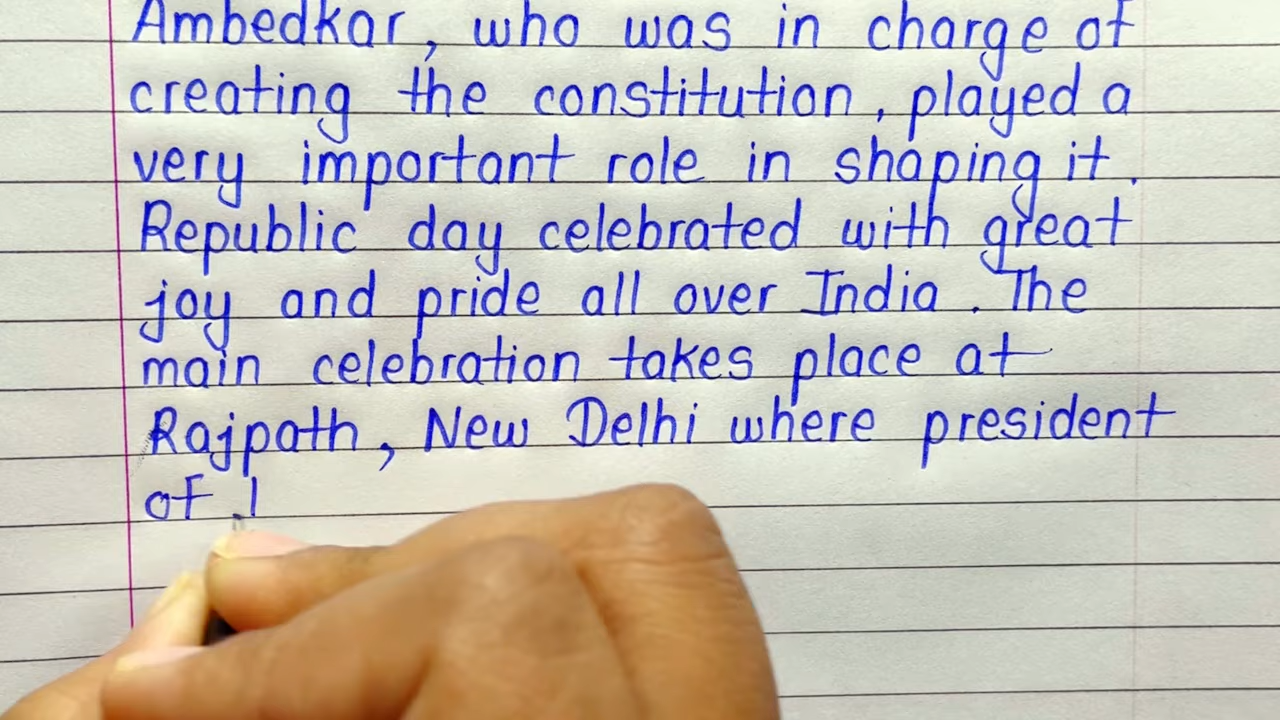 Ambedkar, who was in charge of
creating the constitution, played a
very important role in shaping it.
Republic day celebrated with great
joy and pride all over India. The
main celebration takes place at
Rajpath, New Delhi where president
of